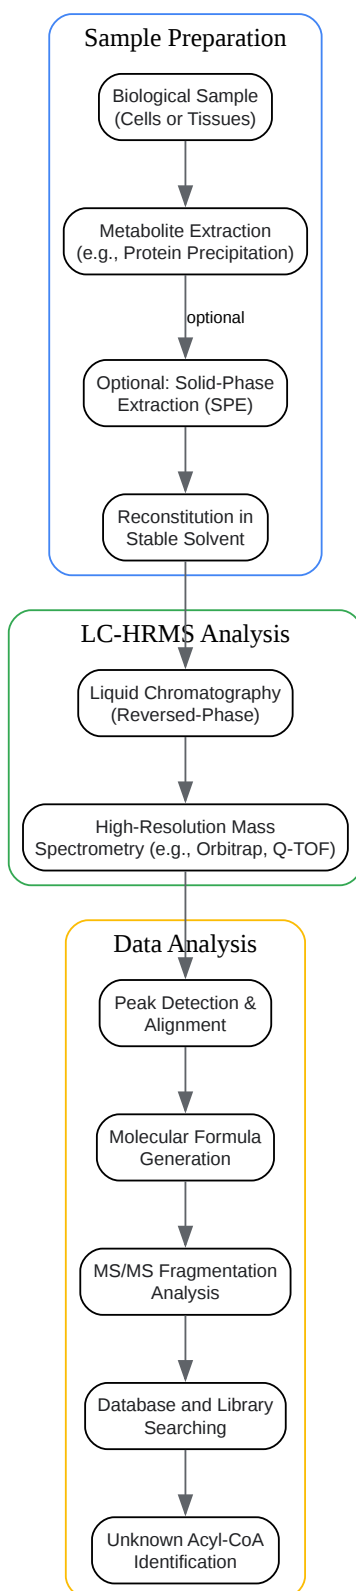 Sample Preparation
Biological Sample
(Cells or Tissues)
Metabolite Extraction
(e.g., Protein Precipitation)
optional
Optional: Solid-Phase
Extraction (SPE)
Reconstitution in
Stable Solvent
LC-HRMS Analysis
Liquid Chromatography
(Reversed-Phase)
High-Resolution Mass
Spectrometry (e.g., Orbitrap, Q-TOF)
Data Analysis
Peak Detection &
Alignment
Molecular Formula
Generation
MS/MS Fragmentation
Analysis
Database and Library
Searching
Unknown Acyl-CoA
Identification